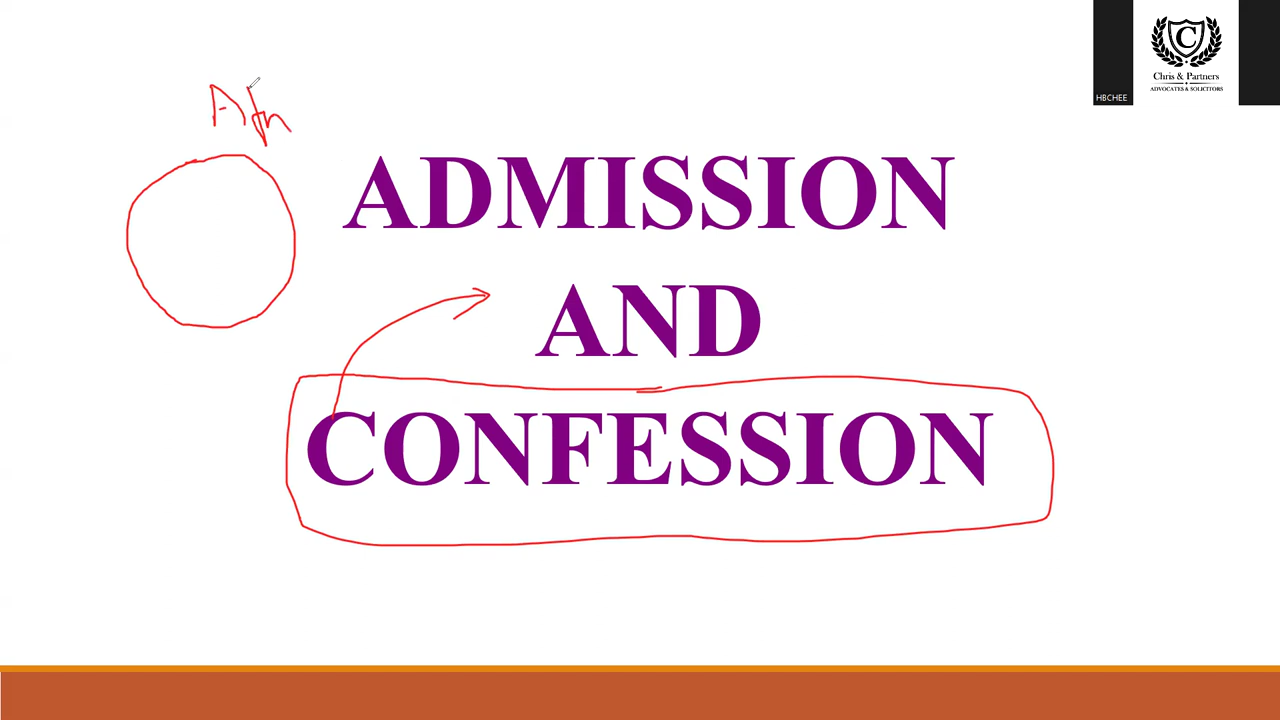 HBCHEE
C
Chris & Partners
ADVOCATES & SOLICITORS
ADMISSION
AND
CONFESSION